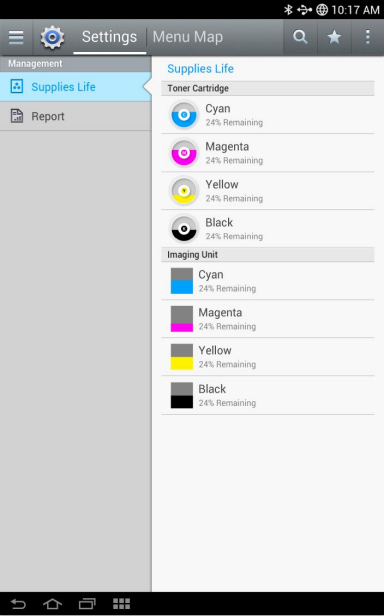 10:17 AM
Settings
Menu Map
Management
Supplies Life
Report
Supplies Life
Toner Cartridge
Cyan
24% Remaining
Magenta
24% Remaining
Yellow
24% Remaining
Black
24% Remaining
Imaging Unit
Cyan
24% Remaining
Magenta
24% Remaining
Yellow
24% Remaining
Black
24% Remaining